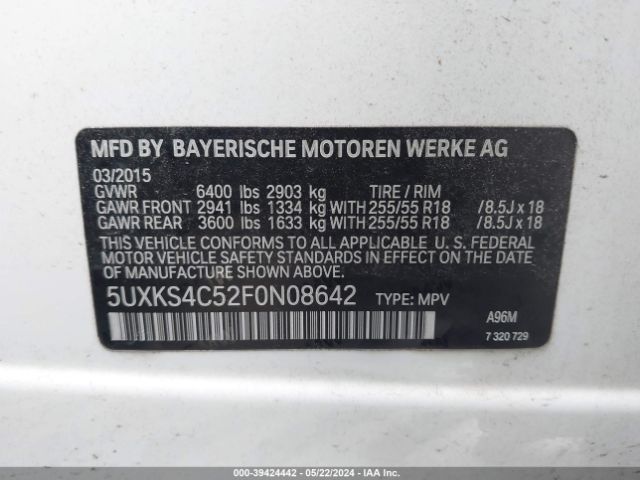 MFD BY BAYERISCHE MOTOREN WERKE AG
03/2015
GVWR 6400 lbs 2903 kg TIRE / RIM
GAWR FRONT 2941 lbs 1334 kg WITH 255/55 R18 /8.5J x 18
GAWR REAR 3600 lbs 1633 kg WITH 255/55 R18 /8.5J x 18
THIS VEHICLE CONFORMS TO ALL APPLICABLE U. S. FEDERAL
MOTOR VEHICLE SAFETY STANDARDS IN EFFECT ON THE
DATE OF MANUFACTURE SHOWN ABOVE.
5UXKS4C52F0N08642 TYPE: MPV
A96M
7 320 729
000-39424442 - 05/22/2024 - IAA Inc.